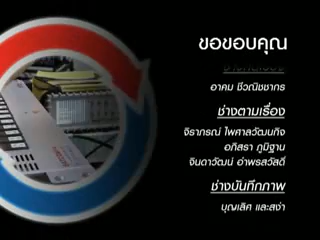 ขอขอบคุณ
อาคม ชีวณิชชากร
ช่างตามเรื่อง
จิราภรณ์ ไพศาลวัฒนกิจ
อภิสรา ภูมิฐาน
จินดาวัฒน์ อ่ำพรสวัสดิ์
ช่างบันทึกภาพ
บุญเลิศ และสง่า